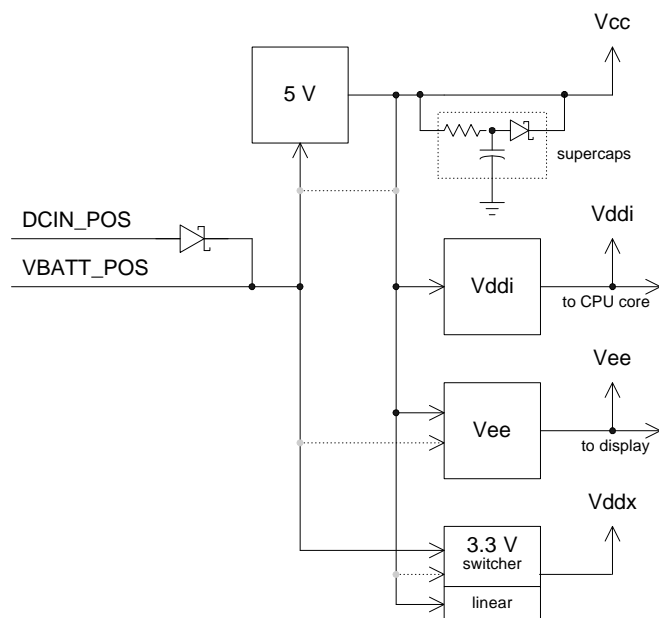 Vcc
5 V
supercaps
DCIN_POS
VBATT_POS
Vddi
Vddi
to CPU core
Vee
Vee
to display
Vddx
3.3 V
switcher
linear